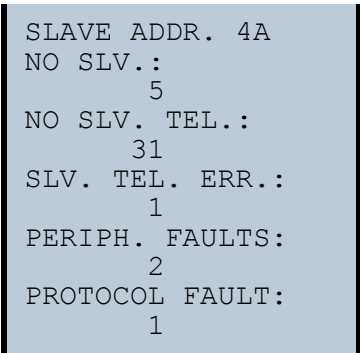 SLAVE ADDR. 4A
NO SLV.:
5
NO SLV. TEL.:
31
SLV. TEL. ERR.:
1
PERIPH. FAULTS:
2
PROTOCOL FAULT:
1